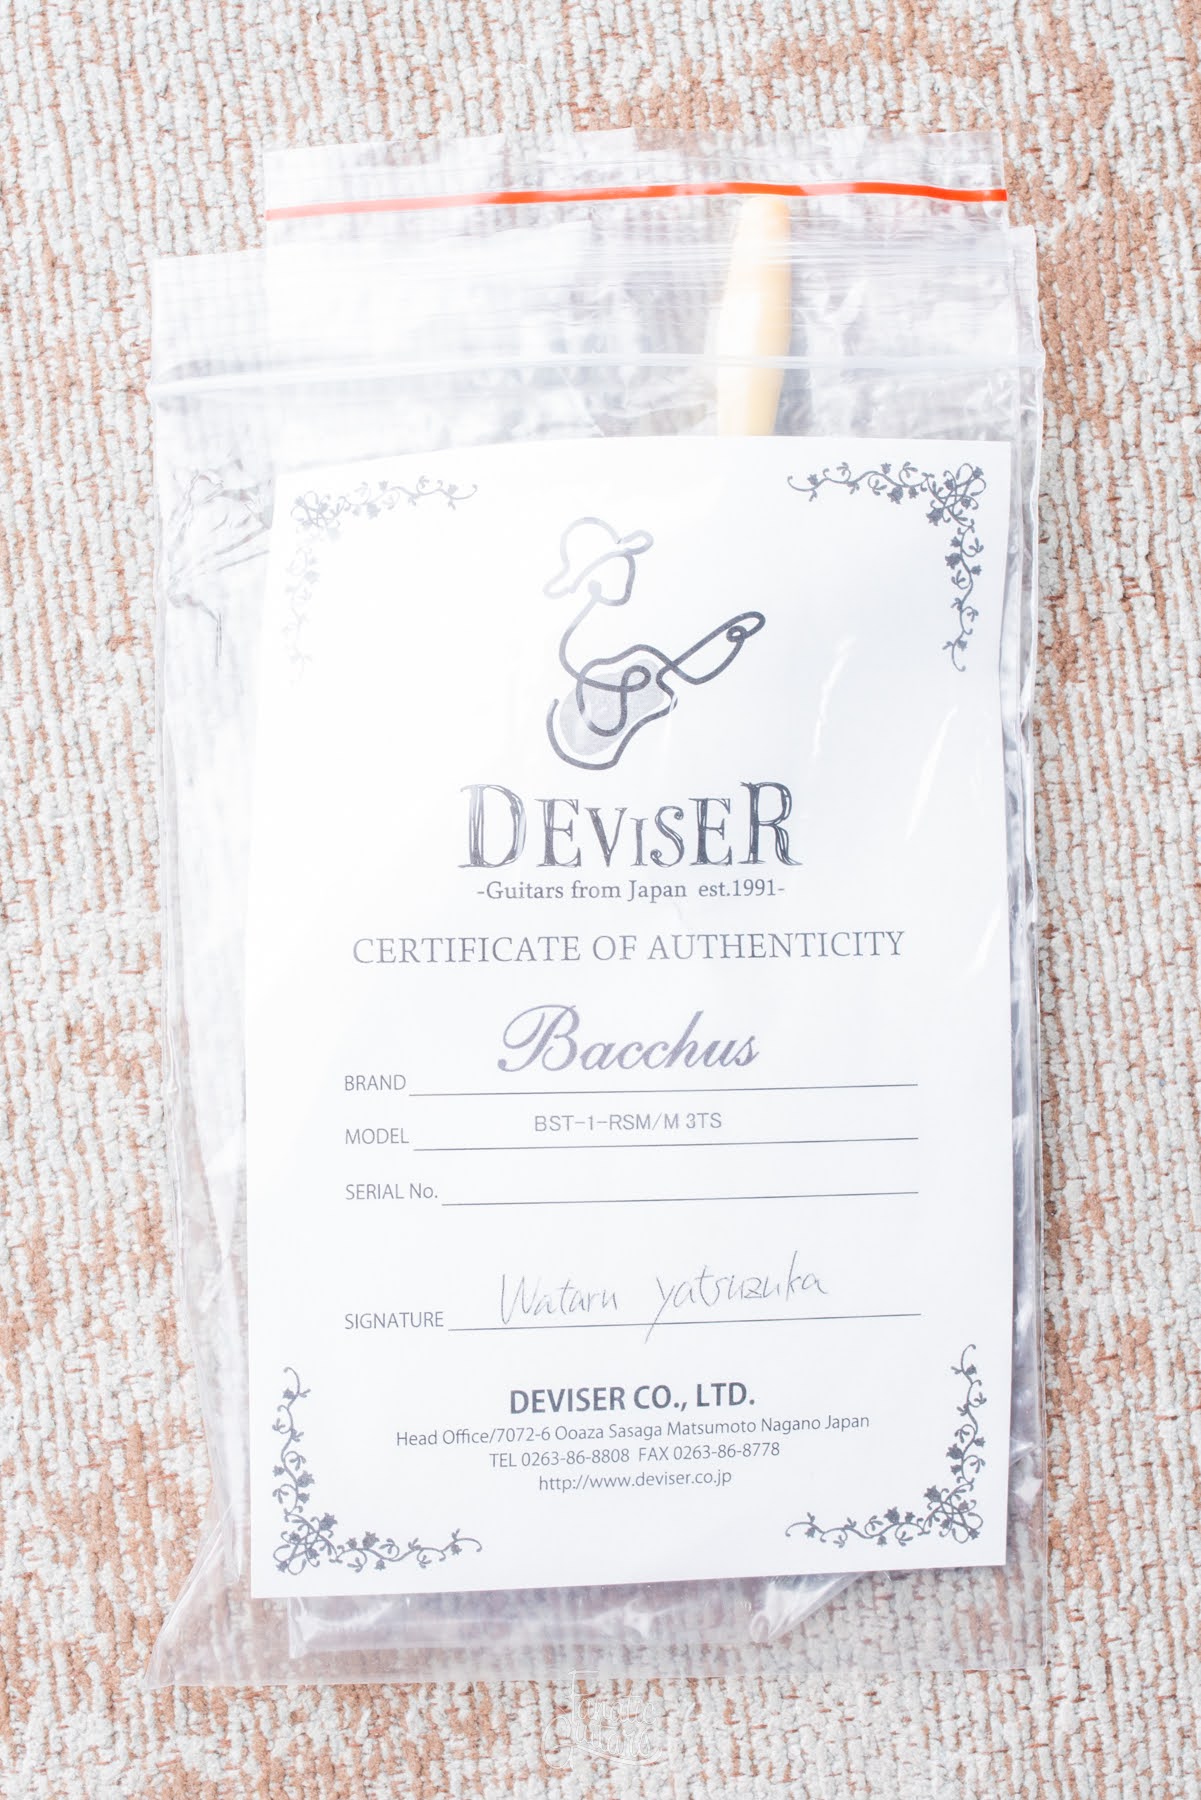 DEVISER
-Guitars from Japan est.1991-
CERTIFICATE OF AUTHENTICITY
BRAND Bacchus
MODEL BST-1-RSM/M 3TS
SERIAL No.
SIGNATURE Wataru Yatsuzuka
DEVISER CO., LTD.
Head Office/7072-6 Ooaza Sasaga Matsumoto Nagano Japan
TEL 0263-86-8808 FAX 0263-86-8778
http://www.deviser.co.jp
Fanatic
Guitars